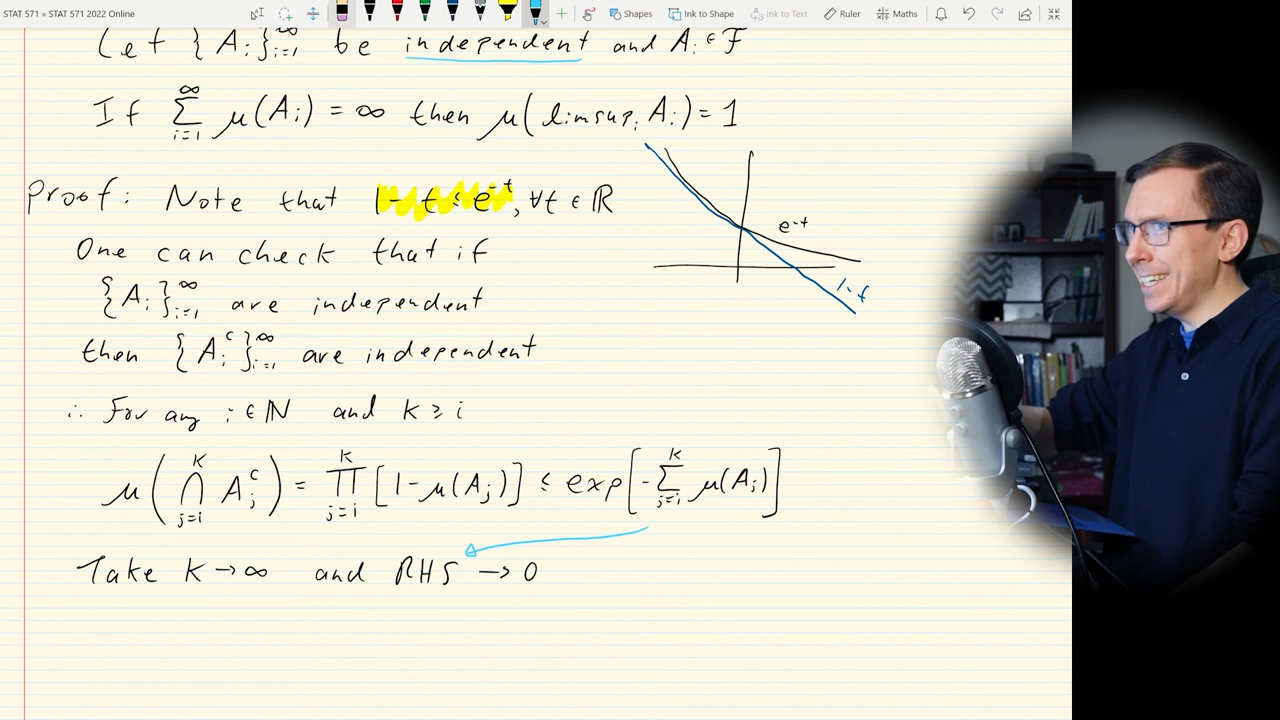 STAT 571 » STAT 571 2022 Online
Shapes
Ink to Shape
Ink to Text
Ruler
Maths
Let {A_i}_{i=1}^∞ be independent and A_i ∈ F
If ∑_{i=1}^∞ μ(A_i) = ∞ then μ(limsup_i A_i) = 1
Proof: Note that 1-t ≤ e^{-t}, ∀t ∈ ℝ
e^{-t}
1-t
One can check that if
{A_i}_{i=1}^∞ are independent
then {A_i^c}_{i=1}^∞ are independent
∴ For any i ∈ ℕ and K ≥ i
μ(⋂_{j=i}^K A_j^c) = ∏_{j=i}^K [1-μ(A_j)] ≤ exp[-∑_{j=i}^K μ(A_j)]
Take K → ∞ and RHS → 0